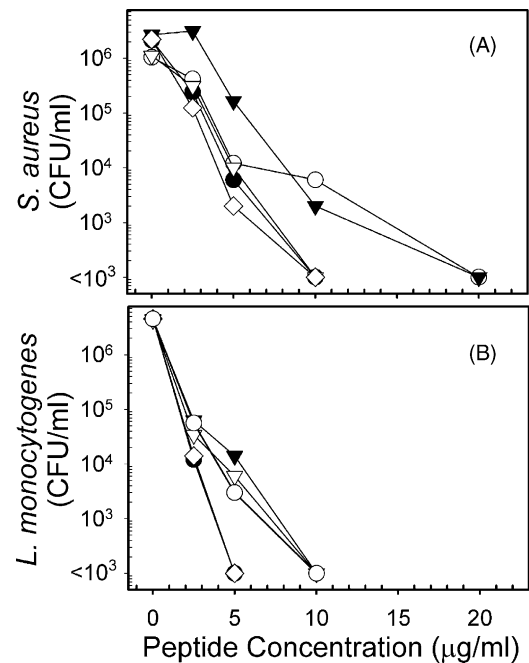 (A)
S. aureus
(CFU/ml)
10⁶
10⁵
10⁴
10³
<10³
(B)
L. monocytogenes
(CFU/ml)
10⁶
10⁵
10⁴
10³
<10³
0 5 10 15 20
Peptide Concentration (μg/ml)